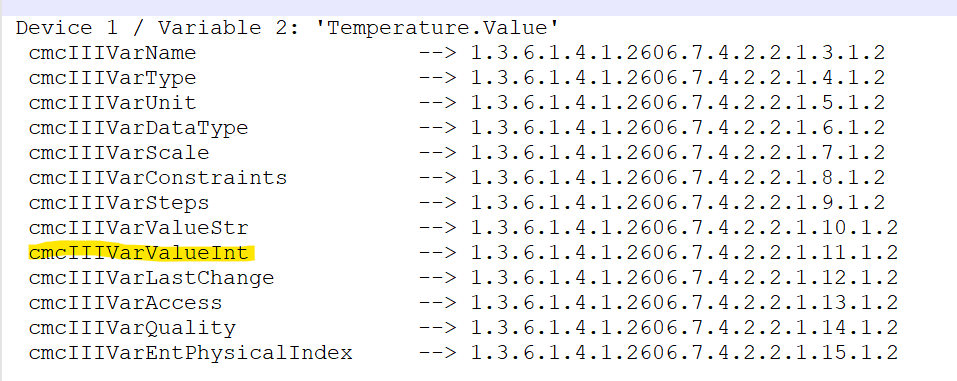 Device 1 / Variable 2: 'Temperature.Value'
cmcIIIVarName --> 1.3.6.1.4.1.2606.7.4.2.2.1.3.1.2
cmcIIIVarType --> 1.3.6.1.4.1.2606.7.4.2.2.1.4.1.2
cmcIIIVarUnit --> 1.3.6.1.4.1.2606.7.4.2.2.1.5.1.2
cmcIIIVarDataType --> 1.3.6.1.4.1.2606.7.4.2.2.1.6.1.2
cmcIIIVarScale --> 1.3.6.1.4.1.2606.7.4.2.2.1.7.1.2
cmcIIIVarConstraints --> 1.3.6.1.4.1.2606.7.4.2.2.1.8.1.2
cmcIIIVarSteps --> 1.3.6.1.4.1.2606.7.4.2.2.1.9.1.2
cmcIIIVarValueStr --> 1.3.6.1.4.1.2606.7.4.2.2.1.10.1.2
cmcIIIVarValueInt --> 1.3.6.1.4.1.2606.7.4.2.2.1.11.1.2
cmcIIIVarLastChange --> 1.3.6.1.4.1.2606.7.4.2.2.1.12.1.2
cmcIIIVarAccess --> 1.3.6.1.4.1.2606.7.4.2.2.1.13.1.2
cmcIIIVarQuality --> 1.3.6.1.4.1.2606.7.4.2.2.1.14.1.2
cmcIIIVarEntPhysicalIndex --> 1.3.6.1.4.1.2606.7.4.2.2.1.15.1.2